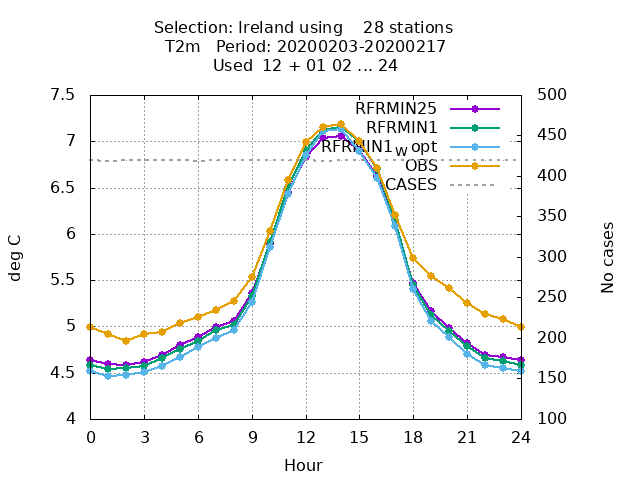 Selection: Ireland using 28 stations
T2m Period: 20200203-20200217
Used 12 + 01 02 ... 24
7.5
7
6.5
6
5.5
5
4.5
4
500
450
400
350
300
250
200
150
100
RFRMIN25
RFRMIN1
RFRMIN1w opt
OBS
CASES
deg C
No cases
0 3 6 9 12 15 18 21 24
Hour